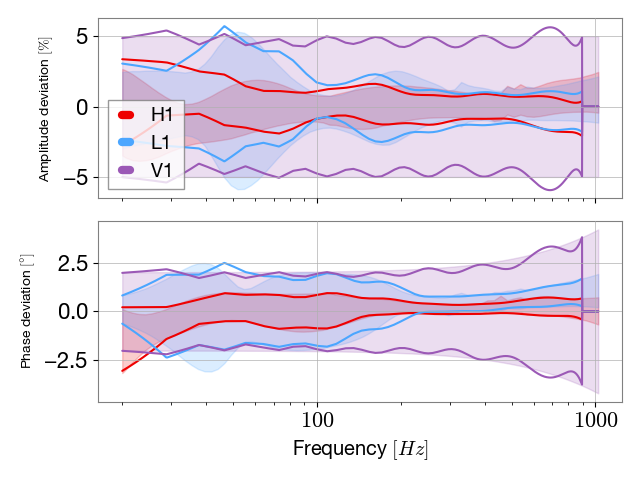 Amplitude deviation [%]
5
0
−5
H1
L1
V1
Phase deviation [°]
2.5
0.0
−2.5
100
1000
Frequency [Hz]